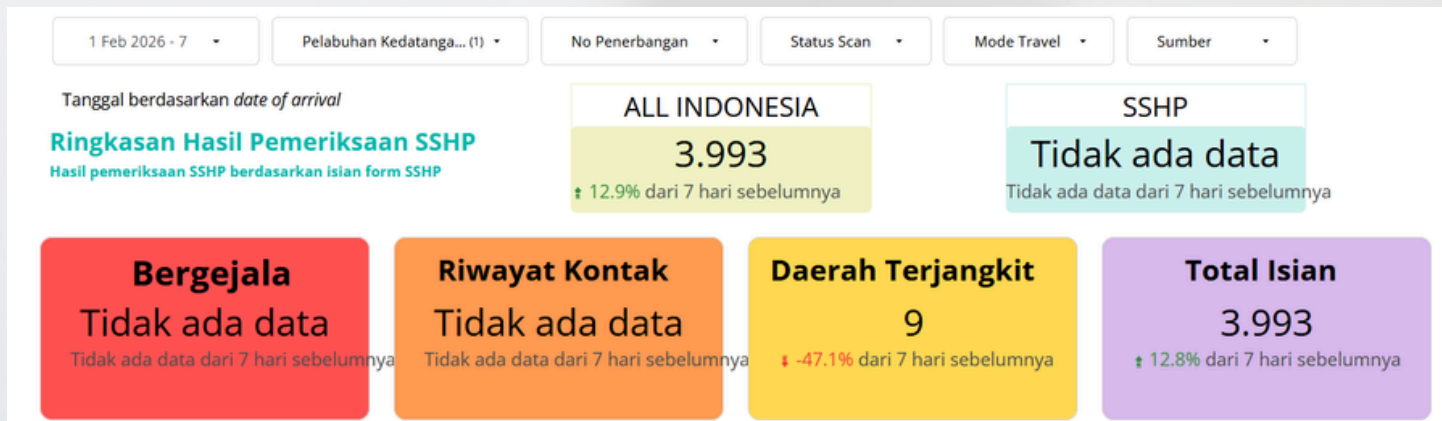 1 Feb 2026 - 7
Pelabuhan Kedatanga... (1)
No Penerbangan
Status Scan
Mode Travel
Sumber
Tanggal berdasarkan date of arrival
Ringkasan Hasil Pemeriksaan SSHP
Hasil pemeriksaan SSHP berdasarkan isian form SSHP
ALL INDONESIA
3.993
12.9% dari 7 hari sebelumnya
SSHP
Tidak ada data
Tidak ada data dari 7 hari sebelumnya
Bergejala
Tidak ada data
Tidak ada data dari 7 hari sebelumnya
Riwayat Kontak
Tidak ada data
Tidak ada data dari 7 hari sebelumnya
Daerah Terjangkit
9
-47.1% dari 7 hari sebelumnya
Total Isian
3.993
12.8% dari 7 hari sebelumnya